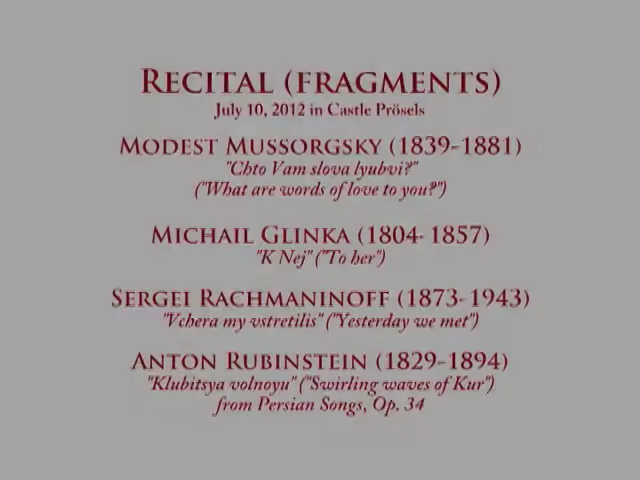 RECITAL (FRAGMENTS)
July 10, 2012 in Castle Prösels
MODEST MUSSORGSKY (1839-1881)
"Chto Vam slova lyubvi?"
("What are words of love to you?")
MICHAIL GLINKA (1804-1857)
"K Nej" ("To her")
SERGEI RACHMANINOFF (1873-1943)
"Vchera my vstretilis" ("Yesterday we met")
ANTON RUBINSTEIN (1829-1894)
"Klubitsya volnoyu" ("Swirling waves of Kur")
from Persian Songs, Op. 34